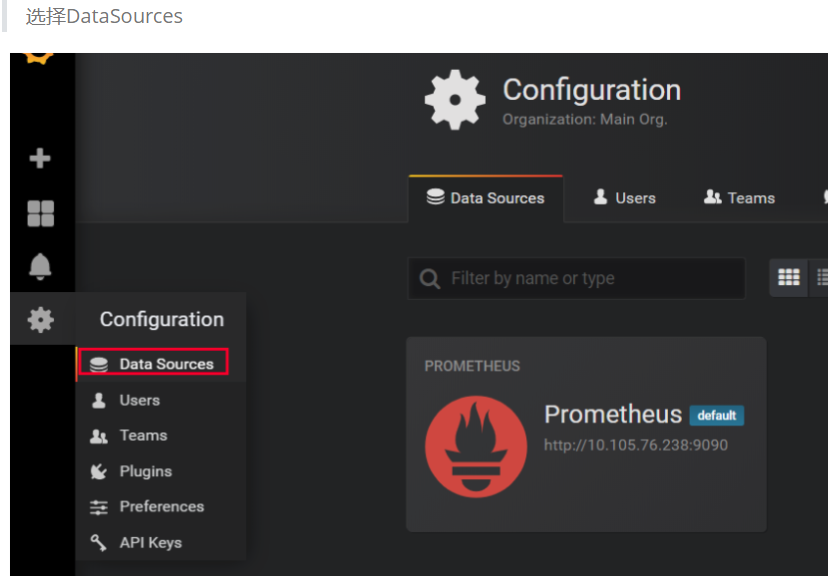 选择DataSources
Configuration
Organization: Main Org.
Data Sources
Users
Teams
Filter by name or type
Configuration
Data Sources
Users
Teams
Plugins
Preferences
API Keys
PROMETHEUS
Prometheus default
http://10.105.76.238:9090